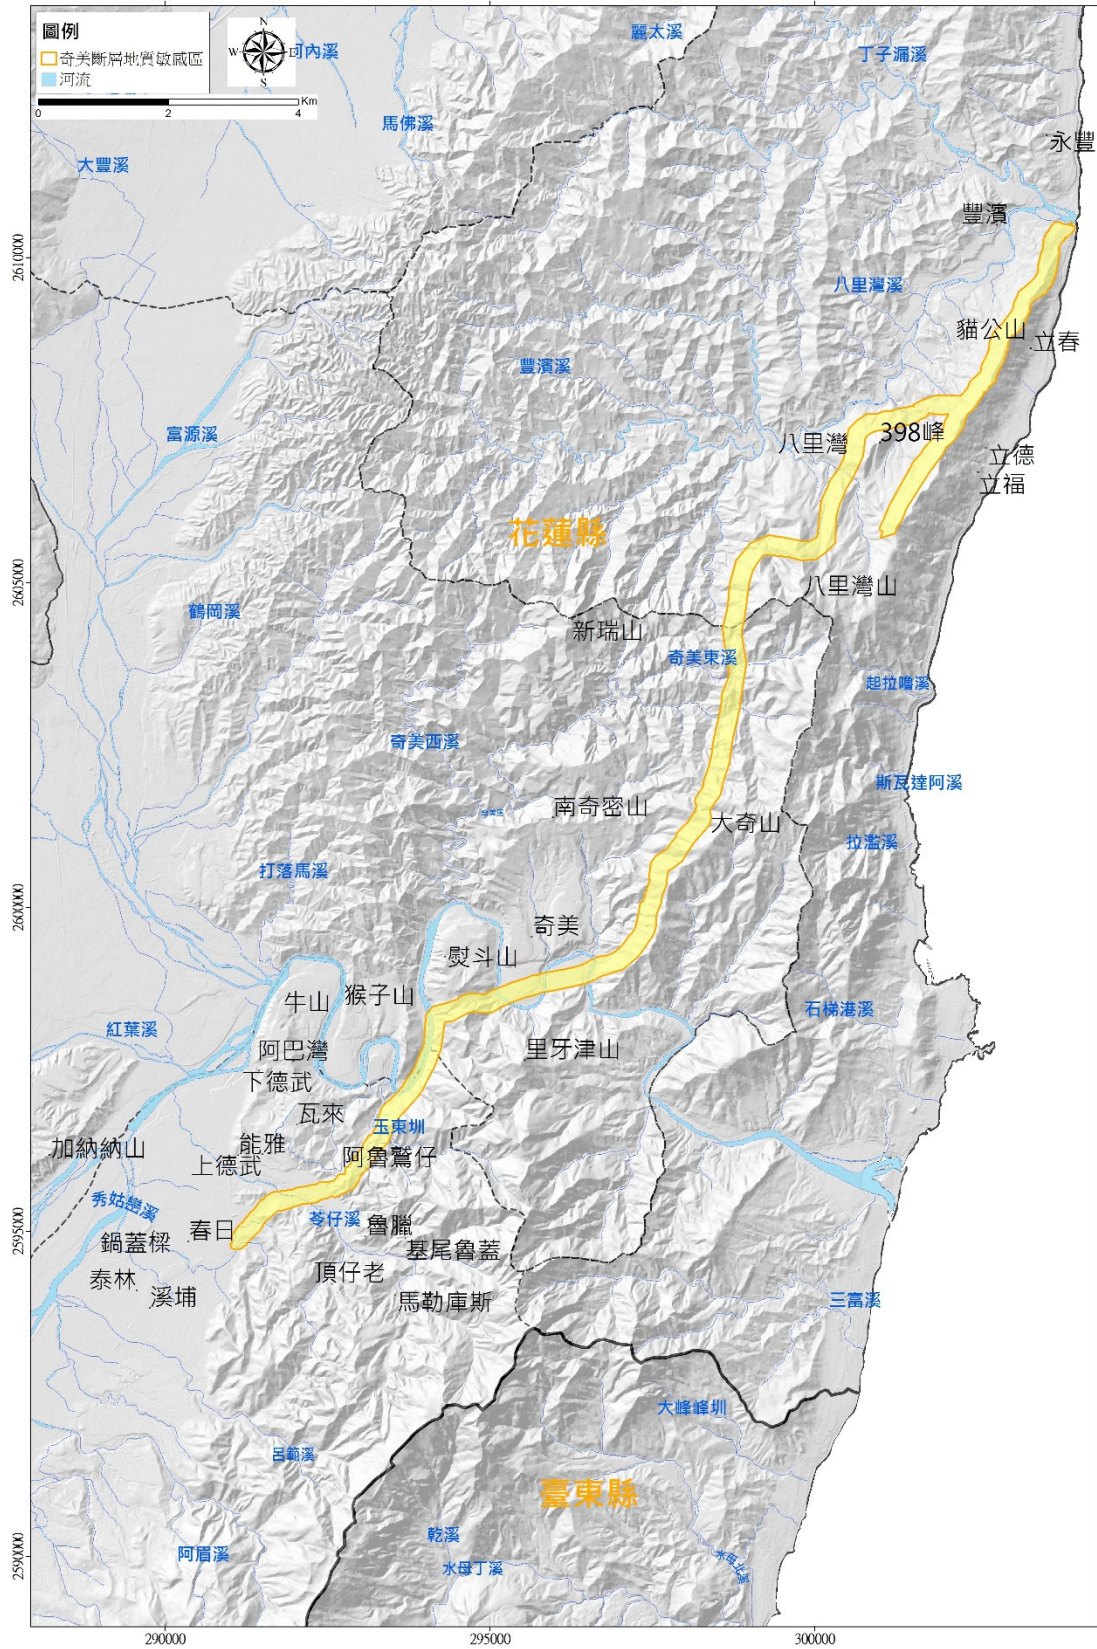 圖例
奇美斷層地質敏感區
河流
N
W
E
S
0
2
4
Km
河內溪
麗太溪
丁子漏溪
馬佛溪
永豐
大豐溪
豐濱
2610000
八里灣溪
貓公山
立春
豐濱溪
富源溪
398峰
八里灣
立德
立福
花蓮縣
2605000
八里灣山
鶴岡溪
新瑞山
奇美東溪
起拉嚕溪
奇美西溪
斯瓦達阿溪
南奇密山
大奇山
拉濫溪
打落馬溪
2600000
奇美
熨斗山
猴子山
牛山
石梯港溪
紅葉溪
阿巴灣
里牙津山
下德武
瓦來
玉東圳
能雅
加納納山
阿魯鷲仔
上德武
秀姑巒溪
苓仔溪
春日
魯臘
2595000
鍋蓋樑
基尾魯蓋
泰林
頂仔老
溪埔
馬勒庫斯
三富溪
大峰峰圳
呂範溪
臺東縣
乾溪
阿眉溪
水母丁溪
水母北溪
2590000
290000
295000
300000